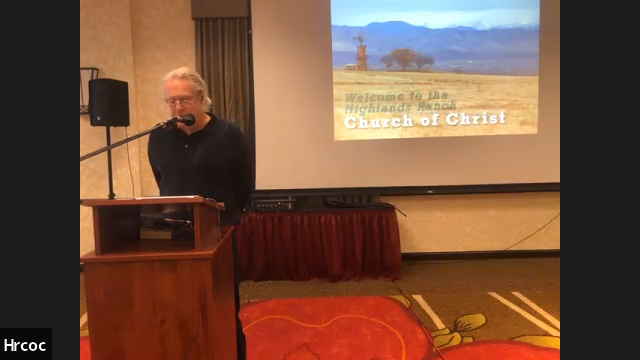 Welcome to the
Highlands Ranch
Church of Christ
Hrcoc